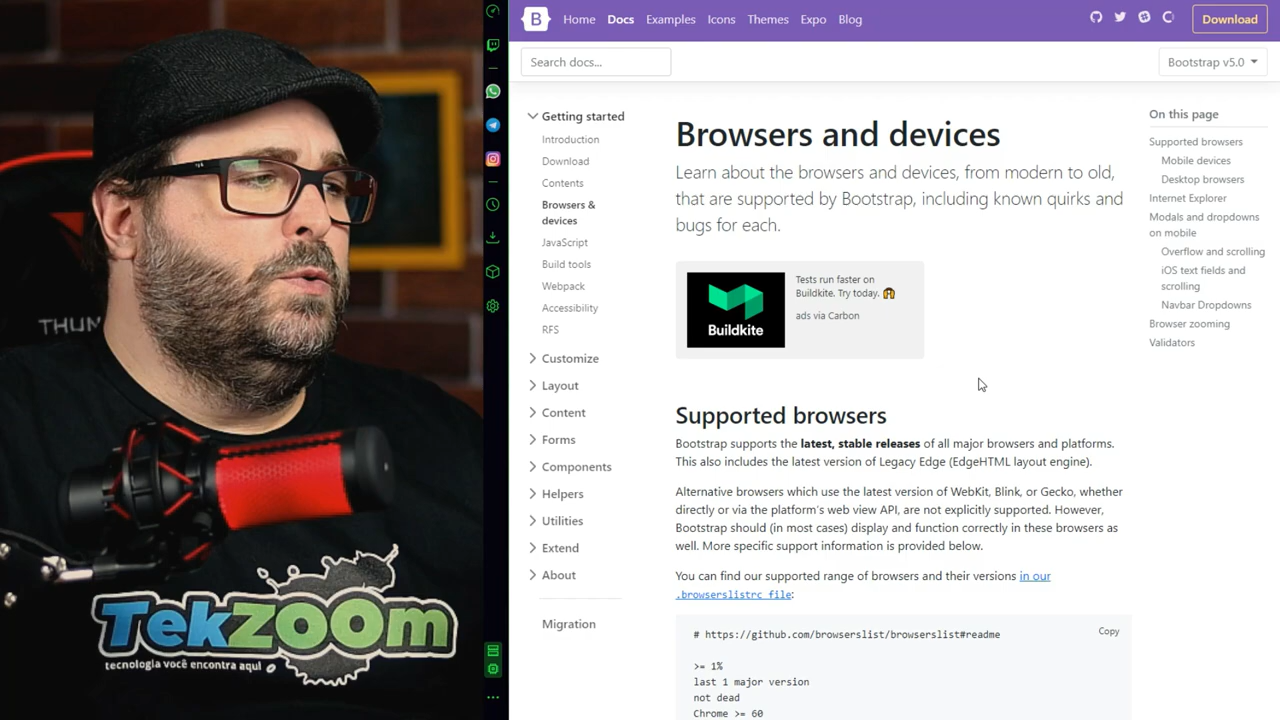 THUN
TekZOOm
tecnologia você encontra aqui
B
Home
Docs
Examples
Icons
Themes
Expo
Blog
Download
Search docs...
Bootstrap v5.0
Getting started
Introduction
Download
Contents
Browsers &
devices
JavaScript
Build tools
Webpack
Accessibility
RFS
Customize
Layout
Content
Forms
Components
Helpers
Utilities
Extend
About
Migration
Browsers and devices
Learn about the browsers and devices, from modern to old,
that are supported by Bootstrap, including known quirks and
bugs for each.
Buildkite
Tests run faster on
Buildkite. Try today.
ads via Carbon
Supported browsers
Bootstrap supports the latest, stable releases of all major browsers and platforms.
This also includes the latest version of Legacy Edge (EdgeHTML layout engine).
Alternative browsers which use the latest version of WebKit, Blink, or Gecko, whether
directly or via the platform's web view API, are not explicitly supported. However,
Bootstrap should (in most cases) display and function correctly in these browsers as
well. More specific support information is provided below.
You can find our supported range of browsers and their versions in our
.browserslistrc file:
Copy
# https://github.com/browserslist/browserslist#readme
>= 1%
last 1 major version
not dead
Chrome >= 60
On this page
Supported browsers
Mobile devices
Desktop browsers
Internet Explorer
Modals and dropdowns
on mobile
Overflow and scrolling
iOS text fields and
scrolling
Navbar Dropdowns
Browser zooming
Validators